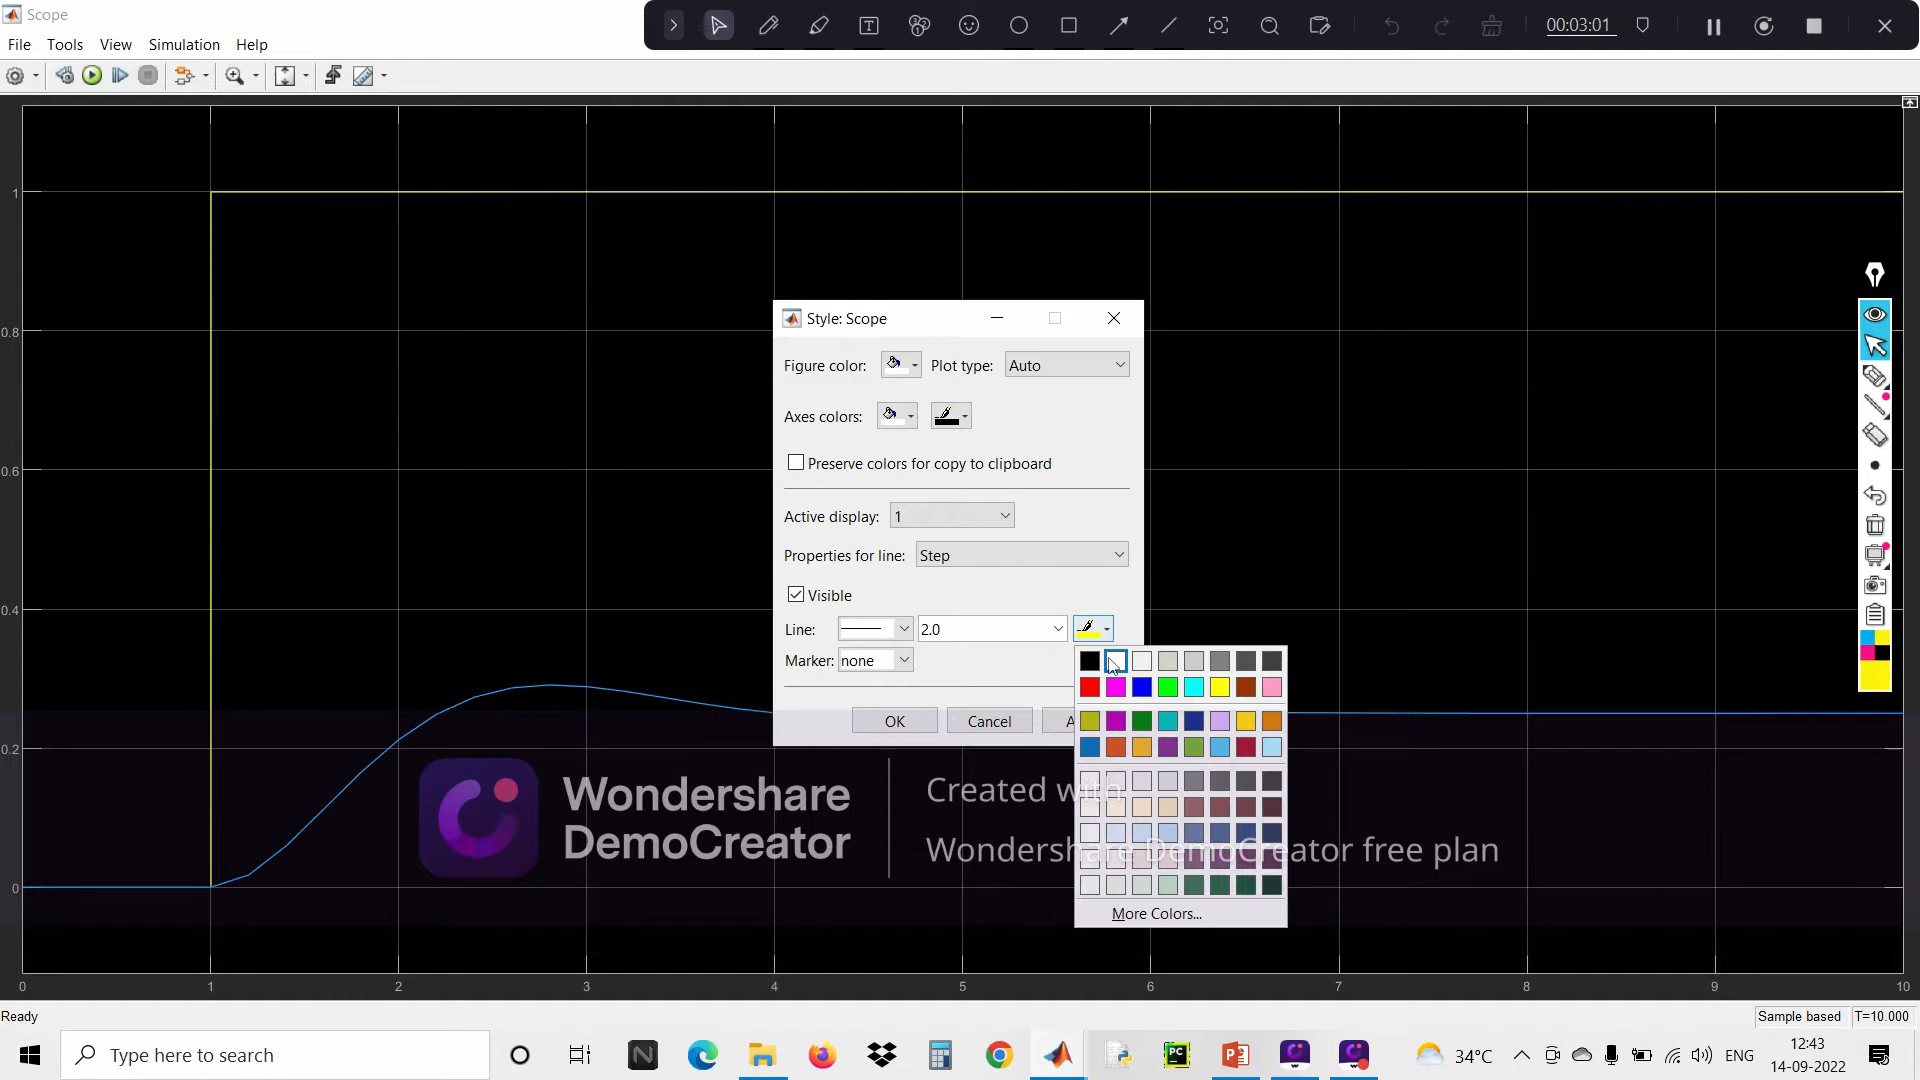 Scope
00:03:01
File Tools View Simulation Help
1
0.8
0.6
0.4
0.2
0
0 1 2 3 4 5 6 7 8 9 10
Style: Scope
Figure color: Plot type: Auto
Axes colors:
Preserve colors for copy to clipboard
Active display: 1
Properties for line: Step
Visible
Line: 2.0
Marker: none
OK Cancel A
More Colors...
Wondershare
DemoCreator
Created with
Wondershare DemoCreator free plan
Ready
Sample based T=10.000
Type here to search
34°C
ENG
12:43
14-09-2022